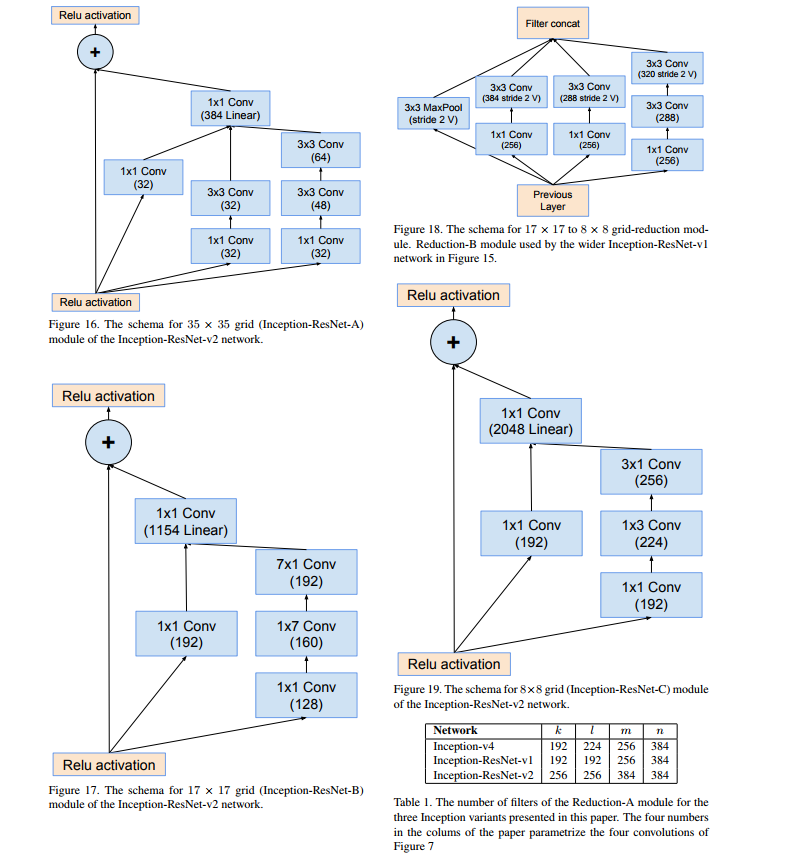 Relu activation
+
1x1 Conv
(384 Linear)
3x3 Conv
(64)
1x1 Conv
(32)
3x3 Conv
(32)
3x3 Conv
(48)
1x1 Conv
(32)
1x1 Conv
(32)
Relu activation
Figure 16. The schema for 35 × 35 grid (Inception-ResNet-A)
module of the Inception-ResNet-v2 network.
Relu activation
+
1x1 Conv
(1154 Linear)
7x1 Conv
(192)
1x1 Conv
(192)
1x7 Conv
(160)
1x1 Conv
(128)
Relu activation
Figure 17. The schema for 17 × 17 grid (Inception-ResNet-B)
module of the Inception-ResNet-v2 network.
Filter concat
3x3 MaxPool
(stride 2 V)
3x3 Conv
(384 stride 2 V)
3x3 Conv
(288 stride 2 V)
3x3 Conv
(320 stride 2 V)
3x3 Conv
(288)
1x1 Conv
(256)
1x1 Conv
(256)
1x1 Conv
(256)
Previous
Layer
Figure 18. The schema for 17 × 17 to 8 × 8 grid-reduction mod-
ule. Reduction-B module used by the wider Inception-ResNet-v1
network in Figure 15.
Relu activation
+
1x1 Conv
(2048 Linear)
3x1 Conv
(256)
1x1 Conv
(192)
1x3 Conv
(224)
1x1 Conv
(192)
Relu activation
Figure 19. The schema for 8×8 grid (Inception-ResNet-C) module
of the Inception-ResNet-v2 network.
Network k l m n
Inception-v4 192 224 256 384
Inception-ResNet-v1 192 192 256 384
Inception-ResNet-v2 256 256 384 384
Table 1. The number of filters of the Reduction-A module for the
three Inception variants presented in this paper. The four numbers
in the colums of the paper parametrize the four convolutions of
Figure 7